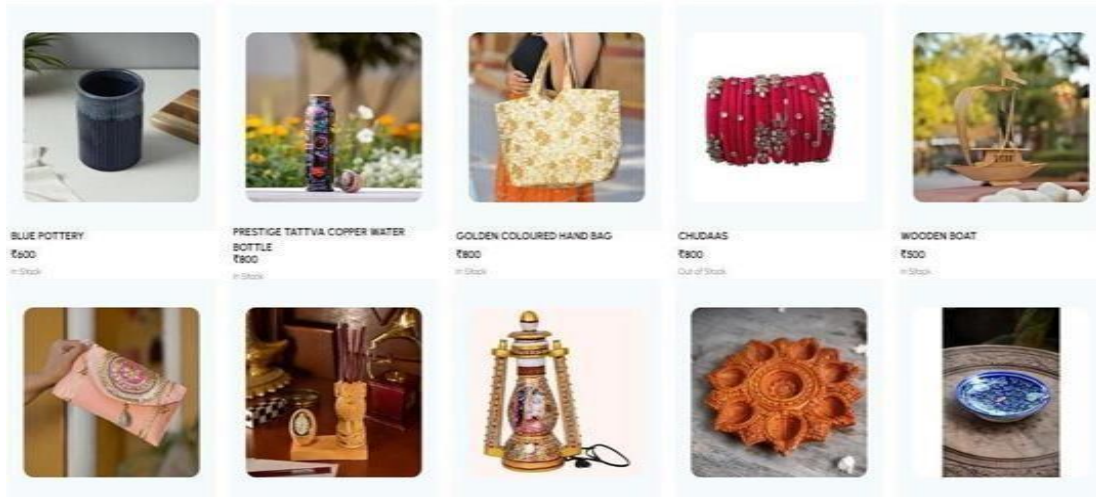 BLUE POTTERY
₹600
In Stock
PRESTIGE TATTVA COPPER WATER
BOTTLE
₹800
In Stock
GOLDEN COLOURED HAND BAG
₹800
In Stock
CHUDAAS
₹800
Out of Stock
WOODEN BOAT
₹500
In Stock